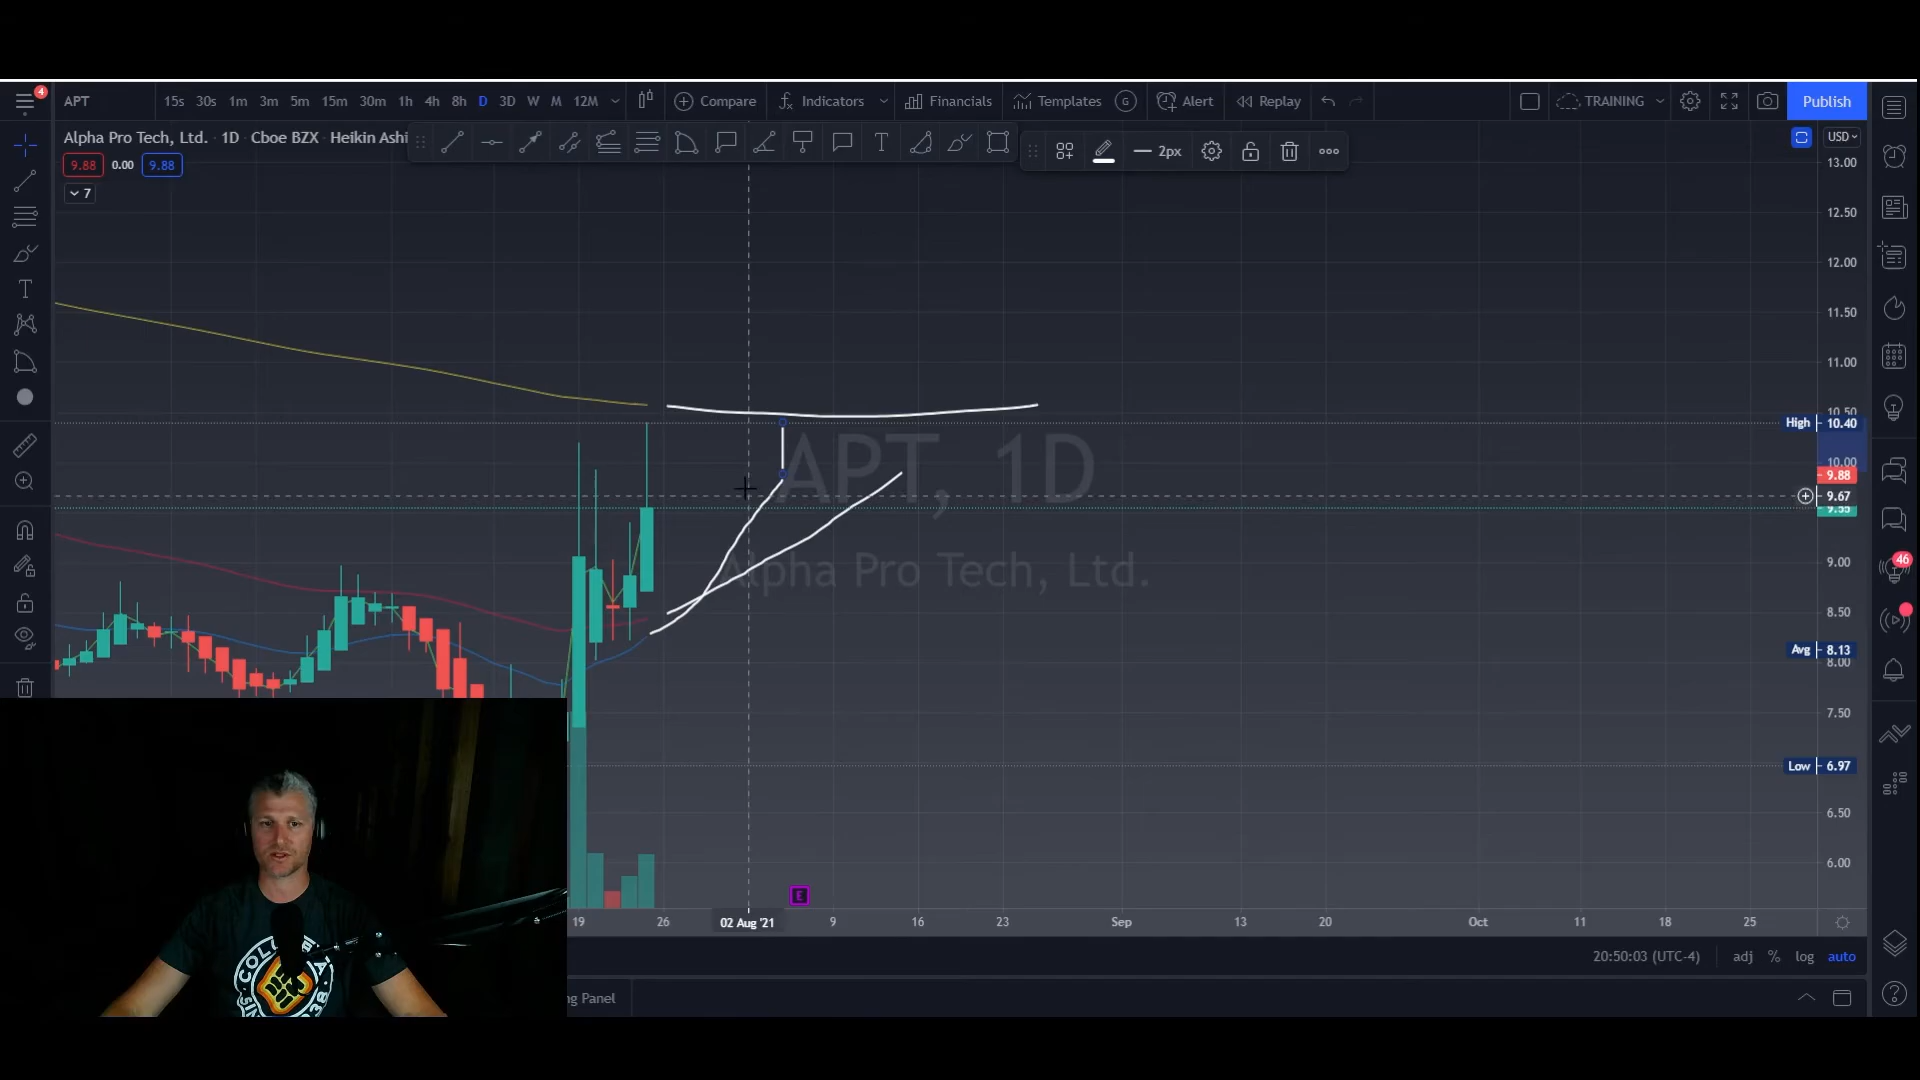 4
APT
15s 30s 1m 3m 5m 15m 30m 1h 4h 8h D 3D W M 12M
Compare
Indicators
Financials
Templates
G
Alert
Replay
TRAINING
Publish
Alpha Pro Tech, Ltd. · 1D · Cboe BZX · Heikin Ashi
2px
USD
9.88 0.00 9.88
7
13.00
12.50
12.00
11.50
11.00
10.50
High 10.40
10.00
9.88
9.67
9.55
9.00
8.50
Avg 8.13
8.00
7.50
Low 6.97
6.50
6.00
APT, 1D
Alpha Pro Tech, Ltd.
46
E
19 26 02 Aug '21 9 16 23 Sep 13 20 Oct 11 18 25
20:50:03 (UTC-4) adj % log auto
ng Panel